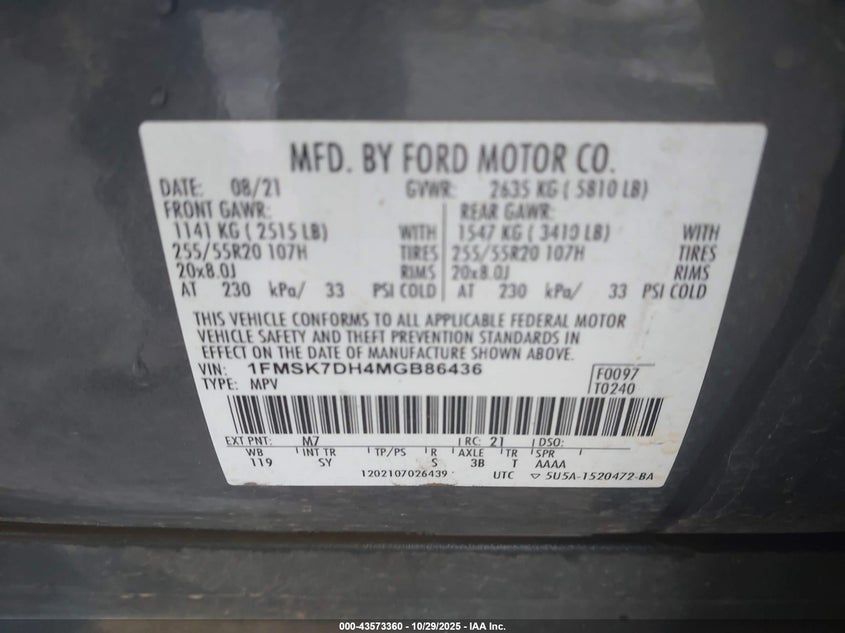 MFD. BY FORD MOTOR CO.
DATE: 08/21 GVWR: 2635 KG ( 5810 LB)
FRONT GAWR: REAR GAWR:
1141 KG ( 2515 LB) WITH 1547 KG ( 3410 LB) WITH
255/55R20 107H TIRES 255/55R20 107H TIRES
20x8.0J RIMS 20x8.0J RIMS
AT 230 kPa/ 33 PSI COLD AT 230 kPa/ 33 PSI COLD
THIS VEHICLE CONFORMS TO ALL APPLICABLE FEDERAL MOTOR
VEHICLE SAFETY AND THEFT PREVENTION STANDARDS IN
EFFECT ON THE DATE OF MANUFACTURE SHOWN ABOVE.
VIN: 1FMSK7DH4MGB86436 F0097
TYPE: MPV T0240
EXT PNT: M7 RC: 21 DSO:
WB INT TR TP/PS R AXLE TR SPR
119 SY S 3B T AAAA
1202107026439 UTC ▽ 5U5A-1520472-BA
000-43573360 | 10/29/2025 - IAA Inc.